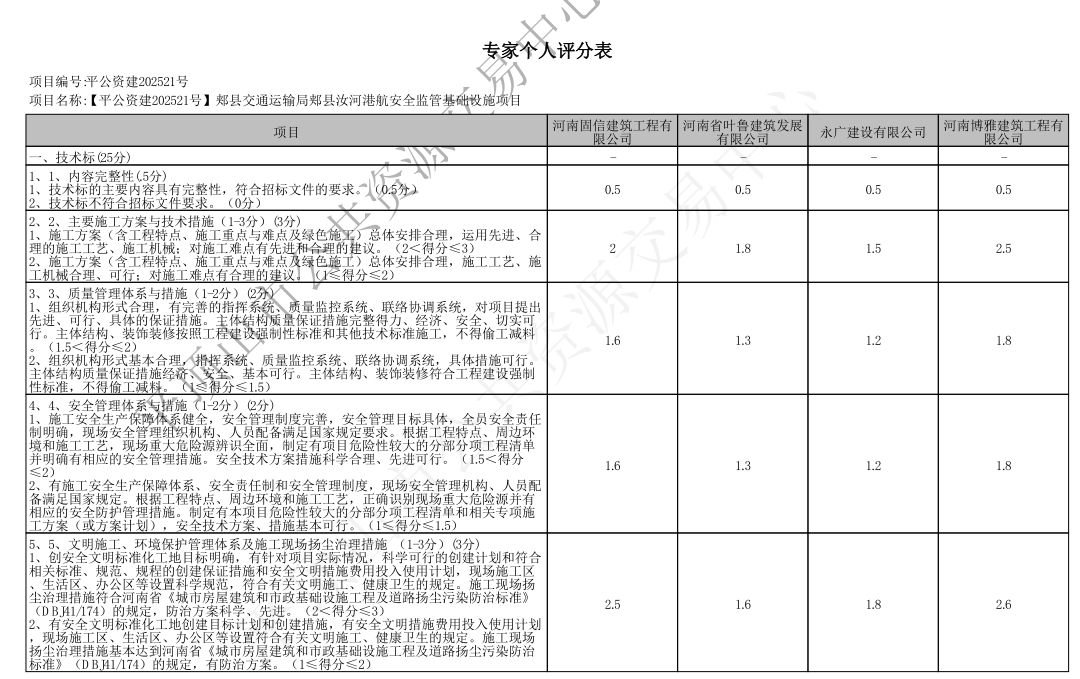 专家个人评分表
项目编号:平公资建202521号
项目名称:【平公资建202521号】郏县交通运输局郏县汝河港航安全监管基础设施项目
项目
河南固信建筑工程有
限公司
河南省叶鲁建筑发展
有限公司
永广建设有限公司
河南博雅建筑工程有
限公司
一、技术标(25分)
-
-
-
-
1、1、内容完整性(.5分)
1、技术标的主要内容具有完整性，符合招标文件的要求。（0.5分）
2、技术标不符合招标文件要求。（0分）
0.5
0.5
0.5
0.5
2、2、主要施工方案与技术措施（1-3分）(3分)
1、施工方案（含工程特点、施工重点与难点及绿色施工）总体安排合理，运用先进、合
理的施工工艺、施工机械；对施工难点有先进和合理的建议。（2＜得分≤3）
2、施工方案（含工程特点、施工重点与难点及绿色施工）总体安排合理，施工工艺、施
工机械合理、可行；对施工难点有合理的建议。（1≤得分≤2）
2
1.8
1.5
2.5
3、3、质量管理体系与措施（1-2分）(2分)
1、组织机构形式合理，有完善的指挥系统、质量监控系统、联络协调系统，对项目提出
先进、可行、具体的保证措施。主体结构质量保证措施完整得力、经济、安全、切实可
行。主体结构、装饰装修按照工程建设强制性标准和其他技术标准施工，不得偷工减料
。（1.5＜得分≤2）
2、组织机构形式基本合理，指挥系统、质量监控系统、联络协调系统，具体措施可行。
主体结构质量保证措施经济、安全、基本可行。主体结构、装饰装修符合工程建设强制
性标准，不得偷工减料。（1≤得分≤1.5）
1.6
1.3
1.2
1.8
4、4、安全管理体系与措施（1-2分）(2分)
1、施工安全生产保障体系健全，安全管理制度完善，安全管理目标具体，全员安全责任
制明确，现场安全管理组织机构、人员配备满足国家规定要求。根据工程特点、周边环
境和施工工艺，现场重大危险源辨识全面，制定有项目危险性较大的分部分项工程清单
并明确有相应的安全管理措施。安全技术方案措施科学合理、先进可行。（1.5＜得分
≤2）
2、有施工安全生产保障体系、安全责任制和安全管理制度，现场安全管理机构、人员配
备满足国家规定。根据工程特点、周边环境和施工工艺，正确识别现场重大危险源并有
相应的安全防护管理措施。制定有本项目危险性较大的分部分项工程清单和相关专项施
工方案（或方案计划），安全技术方案、措施基本可行。（1≤得分≤1.5）
1.6
1.3
1.2
1.8
5、5、文明施工、环境保护管理体系及施工现场扬尘治理措施 （1-3分）(3分)
1、创安全文明标准化工地目标明确，有针对项目实际情况，科学可行的创建计划和符合
相关标准、规范、规程的创建保证措施和安全文明措施费用投入使用计划，现场施工区
、生活区、办公区等设置科学规范，符合有关文明施工、健康卫生的规定。施工现场扬
尘治理措施符合河南省《城市房屋建筑和市政基础设施工程及道路扬尘污染防治标准》
（DBJ41/174）的规定，防治方案科学、先进。（2＜得分≤3）
2、有安全文明标准化工地创建目标计划和创建措施，有安全文明措施费用投入使用计划
，现场施工区、生活区、办公区等设置符合有关文明施工、健康卫生的规定。施工现场
扬尘治理措施基本达到河南省《城市房屋建筑和市政基础设施工程及道路扬尘污染防治
标准》（DBJ41/174）的规定，有防治方案。（1≤得分≤2）
2.5
1.6
1.8
2.6
平顶山市公共资源交易中心
公共资源交易中心